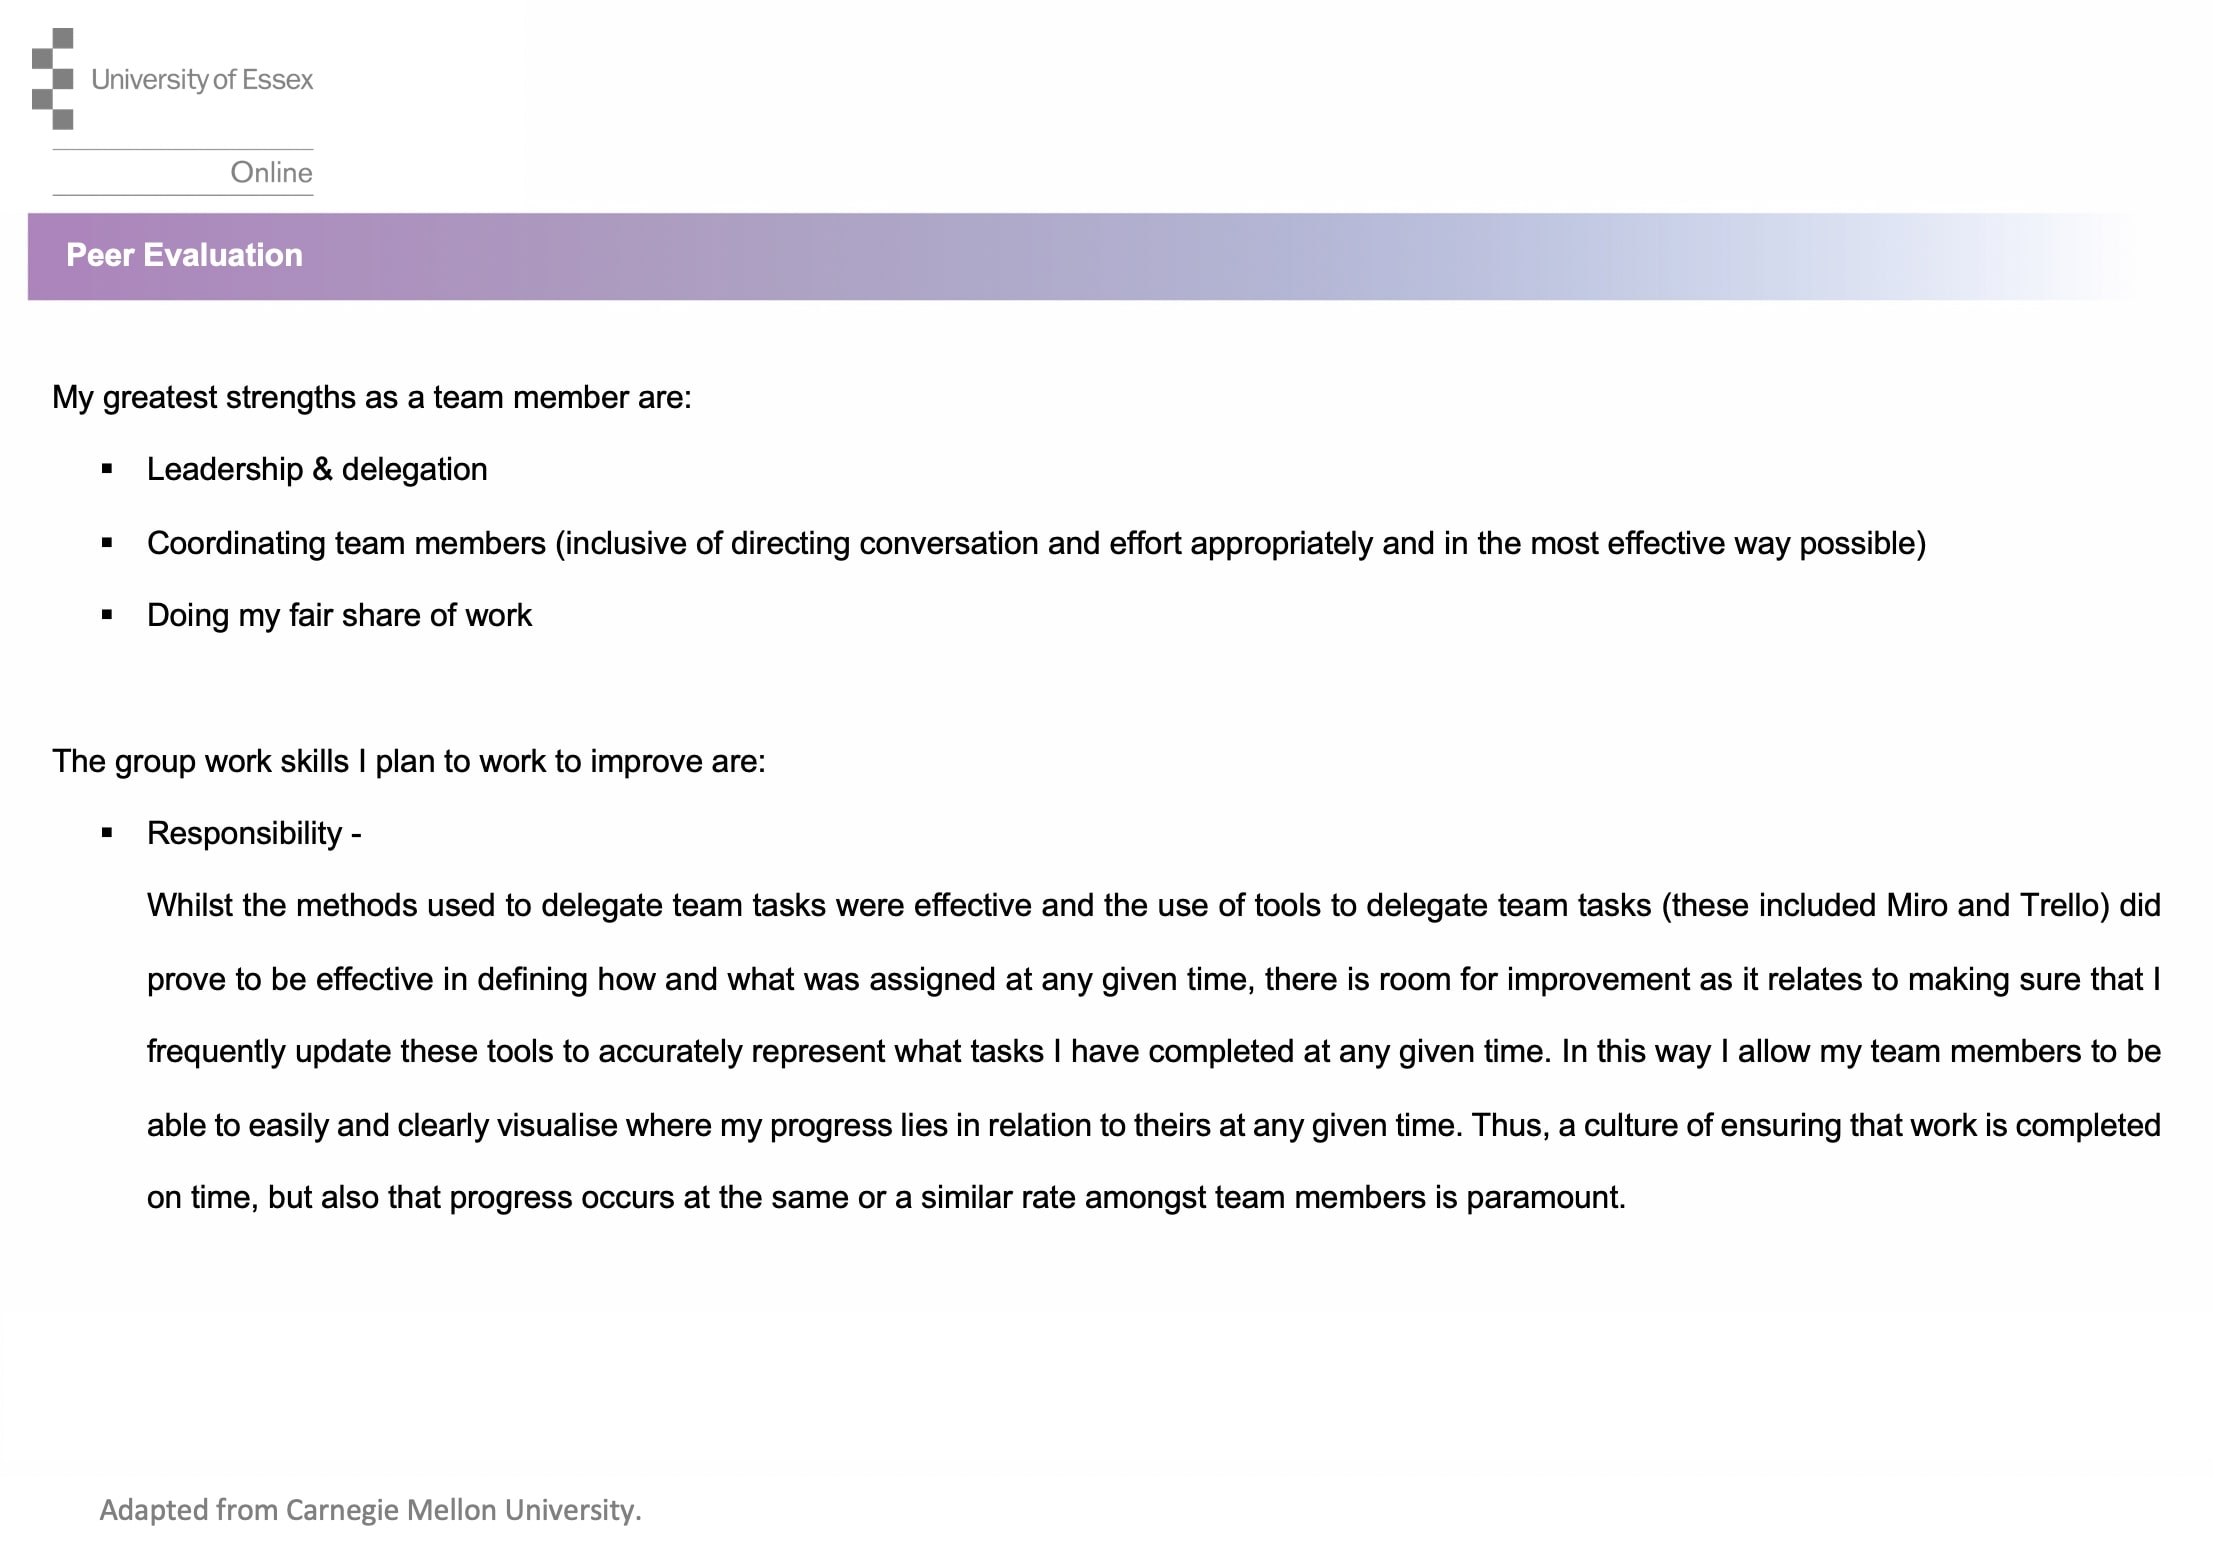 University of Essex
Online
Peer Evaluation
My greatest strengths as a team member are:
▪ Leadership & delegation
▪ Coordinating team members (inclusive of directing conversation and effort appropriately and in the most effective way possible)
▪ Doing my fair share of work
The group work skills I plan to work to improve are:
▪ Responsibility -
Whilst the methods used to delegate team tasks were effective and the use of tools to delegate team tasks (these included Miro and Trello) did
prove to be effective in defining how and what was assigned at any given time, there is room for improvement as it relates to making sure that I
frequently update these tools to accurately represent what tasks I have completed at any given time. In this way I allow my team members to be
able to easily and clearly visualise where my progress lies in relation to theirs at any given time. Thus, a culture of ensuring that work is completed
on time, but also that progress occurs at the same or a similar rate amongst team members is paramount.
Adapted from Carnegie Mellon University.